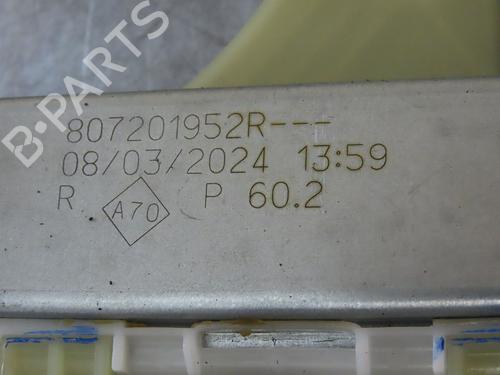 B-PARTS
807201952R---
08/03/2024 13:59
R A70 P 60.2